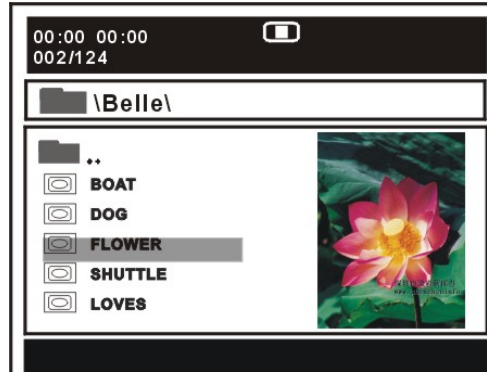 00:00 00:00
002/124
\Belle\
..
BOAT
DOG
FLOWER
SHUTTLE
LOVES